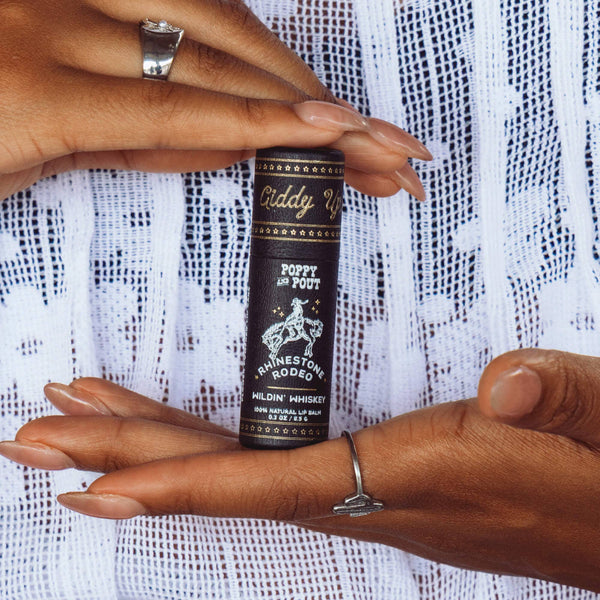 Giddy Up
POPPY
AND POUT
RHINESTONE
RODEO
WILDIN' WHISKEY
100% NATURAL LIP BALM
0.3 OZ / 8.5 G